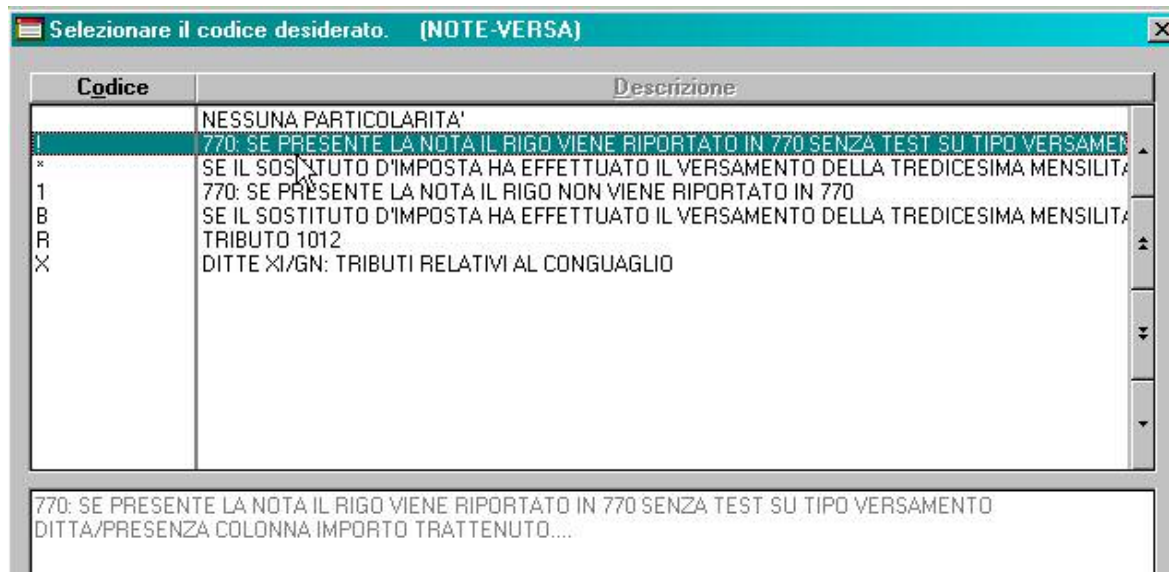 Selezionare il codice desiderato. (NOTE-VERSA)
Codice Descrizione
NESSUNA PARTICOLARITA'
! 770: SE PRESENTE LA NOTA IL RIGO VIENE RIPORTATO IN 770 SENZA TEST SU TIPO VERSAMEN
* SE IL SOSTITUTO D'IMPOSTA HA EFFETTUATO IL VERSAMENTO DELLA TREDICESIMA MENSILITA
1 770: SE PRESENTE LA NOTA IL RIGO NON VIENE RIPORTATO IN 770
B SE IL SOSTITUTO D'IMPOSTA HA EFFETTUATO IL VERSAMENTO DELLA TREDICESIMA MENSILITA
R TRIBUTO 1012
X DITTE XI/GN: TRIBUTI RELATIVI AL CONGUAGLIO
770: SE PRESENTE LA NOTA IL RIGO VIENE RIPORTATO IN 770 SENZA TEST SU TIPO VERSAMENTO
DITTA/PRESENZA COLONNA IMPORTO TRATTENUTO....